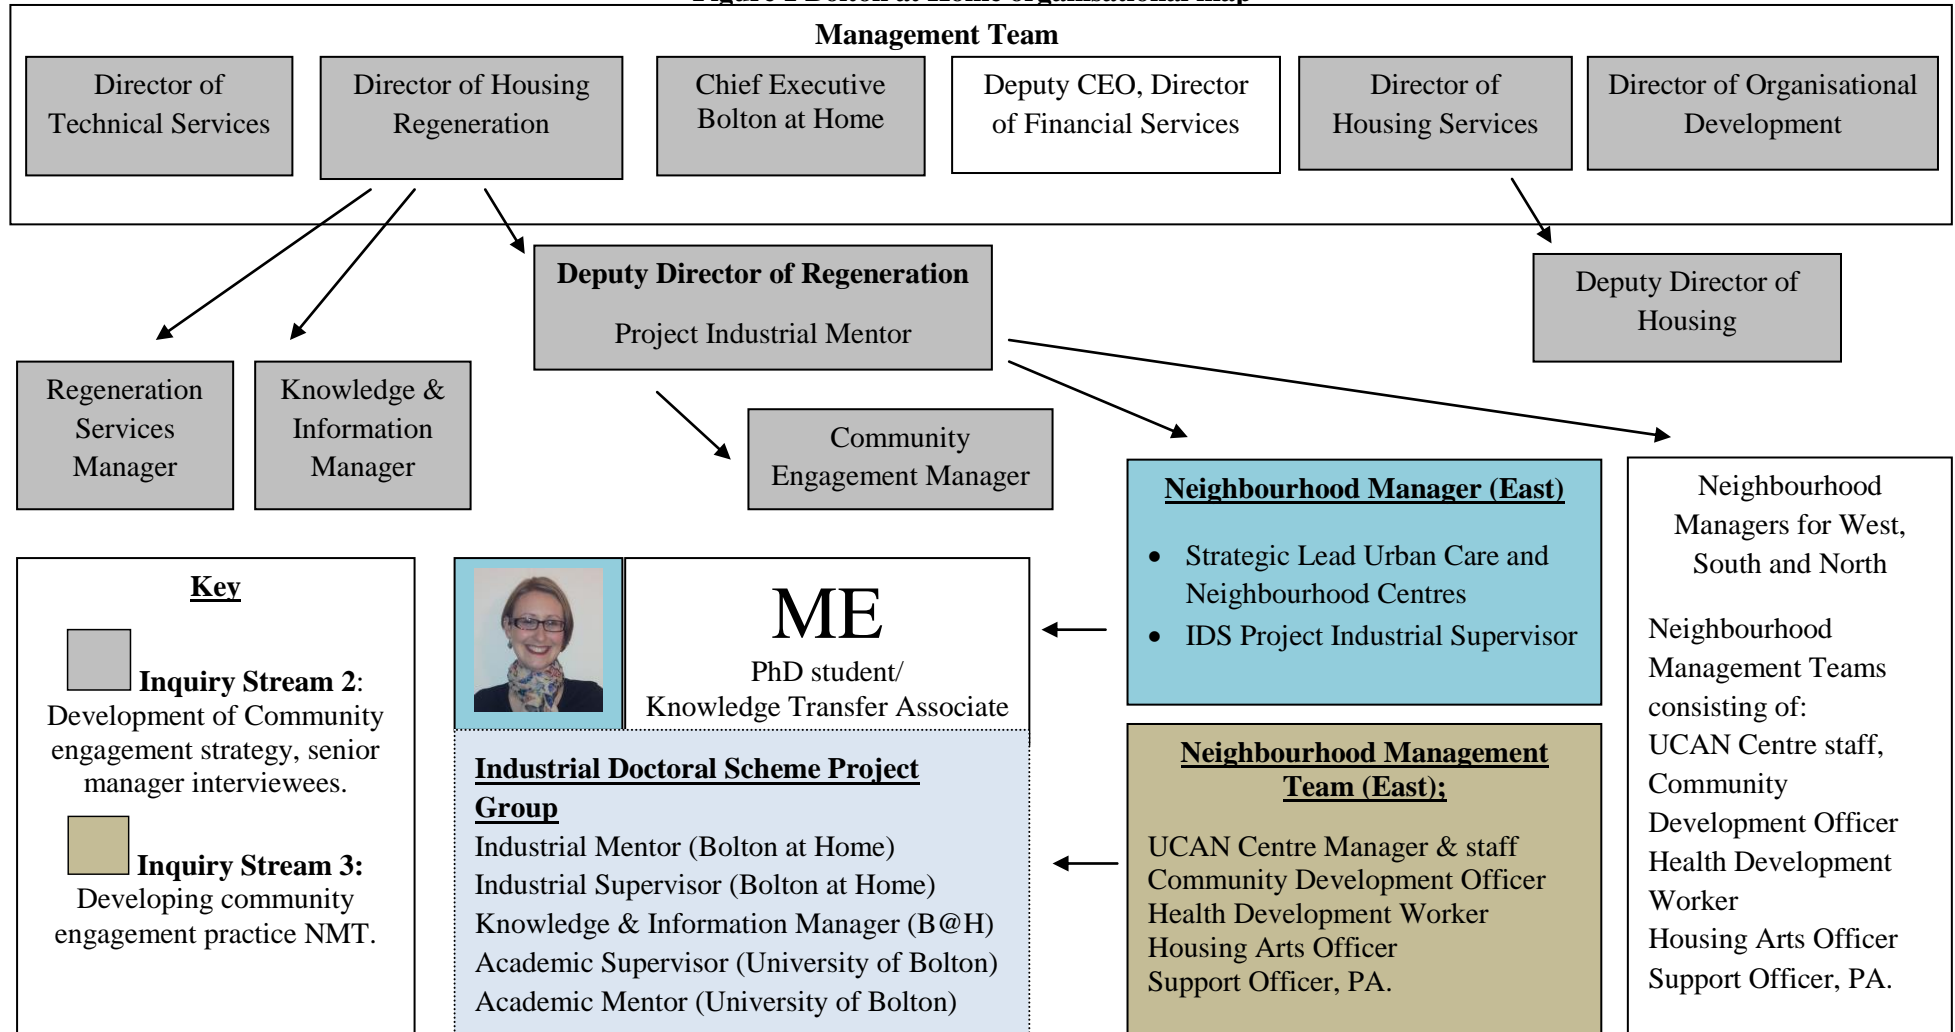 Figure 1 Bolton at Home organisational map
Management Team
Director of
Technical Services
Director of Housing
Regeneration
Chief Executive
Bolton at Home
Deputy CEO, Director
of Financial Services
Director of
Housing Services
Director of Organisational
Development
Deputy Director of Regeneration
Project Industrial Mentor
Deputy Director of
Housing
Regeneration
Services
Manager
Knowledge &
Information
Manager
Community
Engagement Manager
Neighbourhood Manager (East)
• Strategic Lead Urban Care and
Neighbourhood Centres
• IDS Project Industrial Supervisor
Neighbourhood
Managers for West,
South and North
Neighbourhood
Management Teams
consisting of:
UCAN Centre staff,
Community
Development Officer
Health Development
Worker
Housing Arts Officer
Support Officer, PA.
Key
Inquiry Stream 2:
Development of Community
engagement strategy, senior
manager interviewees.
Inquiry Stream 3:
Developing community
engagement practice NMT.
ME
PhD student/
Knowledge Transfer Associate
Industrial Doctoral Scheme Project
Group
Industrial Mentor (Bolton at Home)
Industrial Supervisor (Bolton at Home)
Knowledge & Information Manager (B@H)
Academic Supervisor (University of Bolton)
Academic Mentor (University of Bolton)
Neighbourhood Management
Team (East);
UCAN Centre Manager & staff
Community Development Officer
Health Development Worker
Housing Arts Officer
Support Officer, PA.